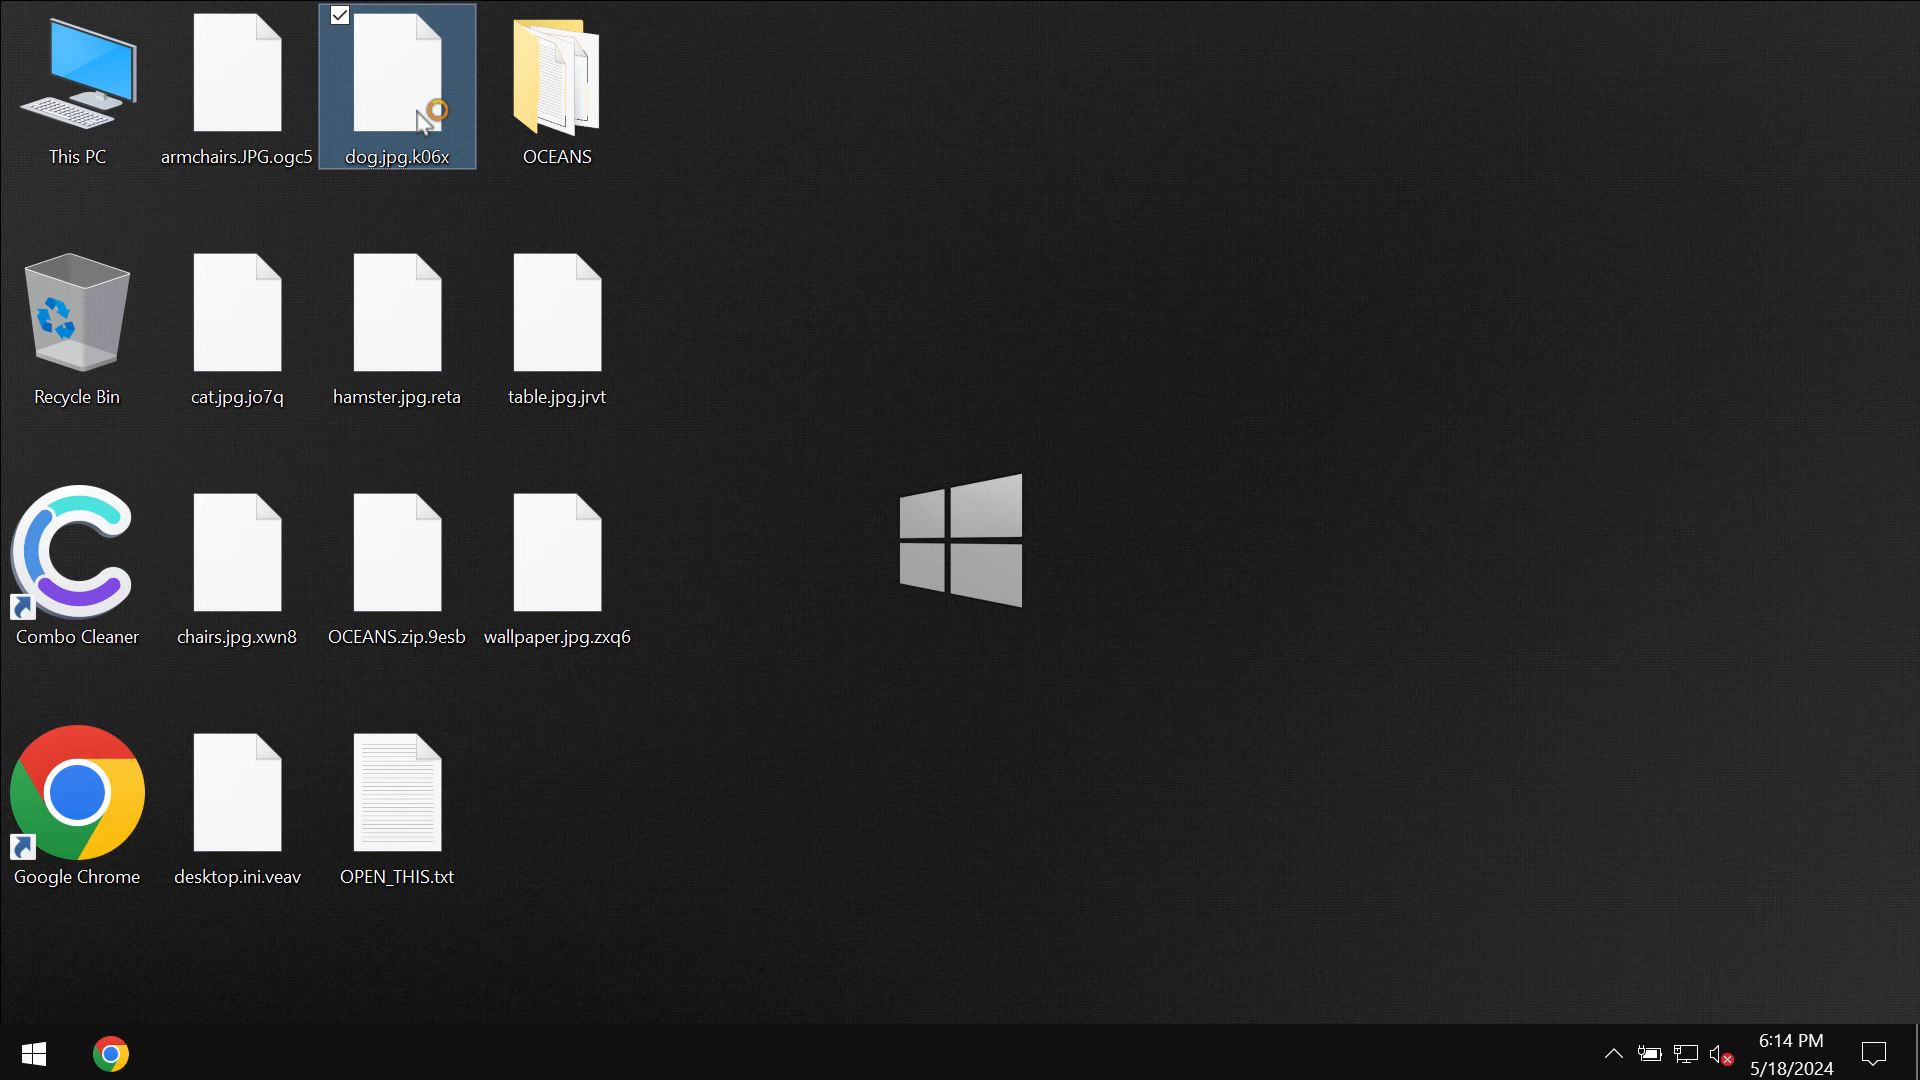 This PC
armchairs.JPG.ogc5
dog.jpg.k06x
OCEANS
Recycle Bin
cat.jpg.jo7q
hamster.jpg.reta
table.jpg.jrvt
Combo Cleaner
chairs.jpg.xwn8
OCEANS.zip.9esb
wallpaper.jpg.zxq6
Google Chrome
desktop.ini.veav
OPEN_THIS.txt
6:14 PM
5/18/2024